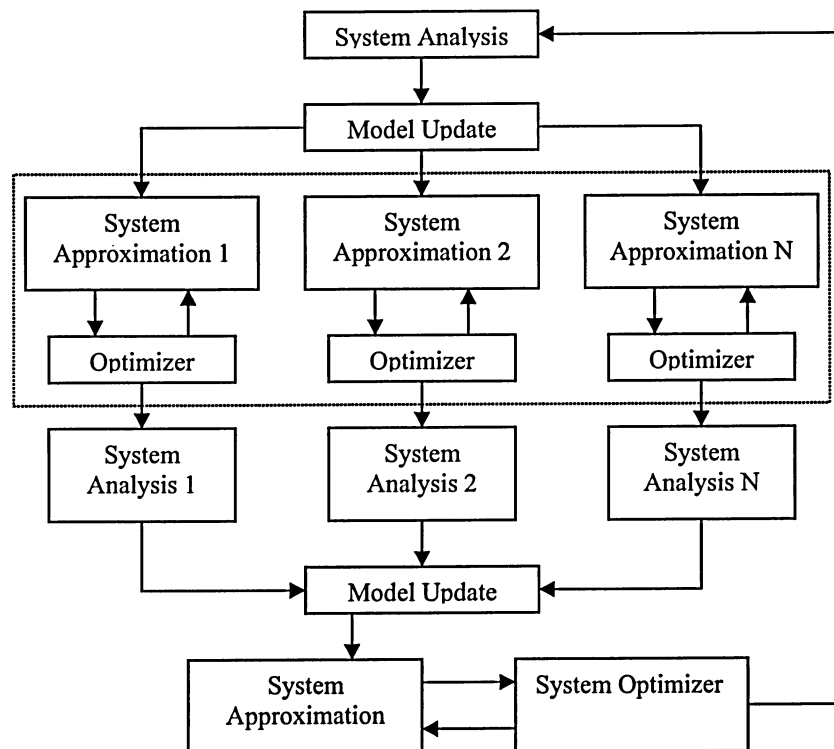 System Analysis
Model Update
System
Approximation 1
System
Approximation 2
System
Approximation N
Optimizer
Optimizer
Optimizer
System
Analysis 1
System
Analysis 2
System
Analysis N
Model Update
System
Approximation
System Optimizer